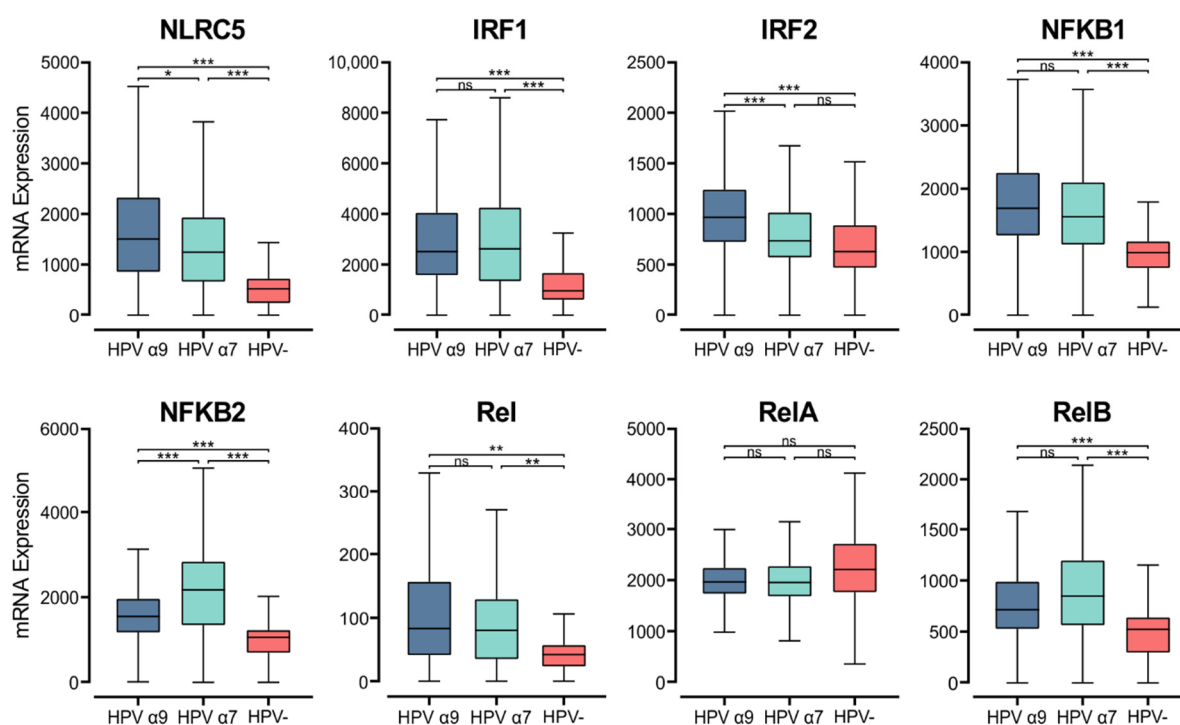 NLRC5 IRF1 IRF2 NFKB1
mRNA Expression
6000
5000
4000
3000
2000
1000
0
***
* ***
HPV α9 HPV α7 HPV-
10,000
8000
6000
4000
2000
0
***
ns ***
HPV α9 HPV α7 HPV-
2500
2000
1500
1000
500
0
***
*** ns
HPV α9 HPV α7 HPV-
4000
3000
2000
1000
0
***
ns ***
HPV α9 HPV α7 HPV-
NFKB2 Rel RelA RelB
mRNA Expression
6000
4000
2000
0
***
*** ***
HPV α9 HPV α7 HPV-
400
300
200
100
0
**
ns **
HPV α9 HPV α7 HPV-
5000
4000
3000
2000
1000
0
ns
ns ns
HPV α9 HPV α7 HPV-
2500
2000
1500
1000
500
0
***
ns ***
HPV α9 HPV α7 HPV-